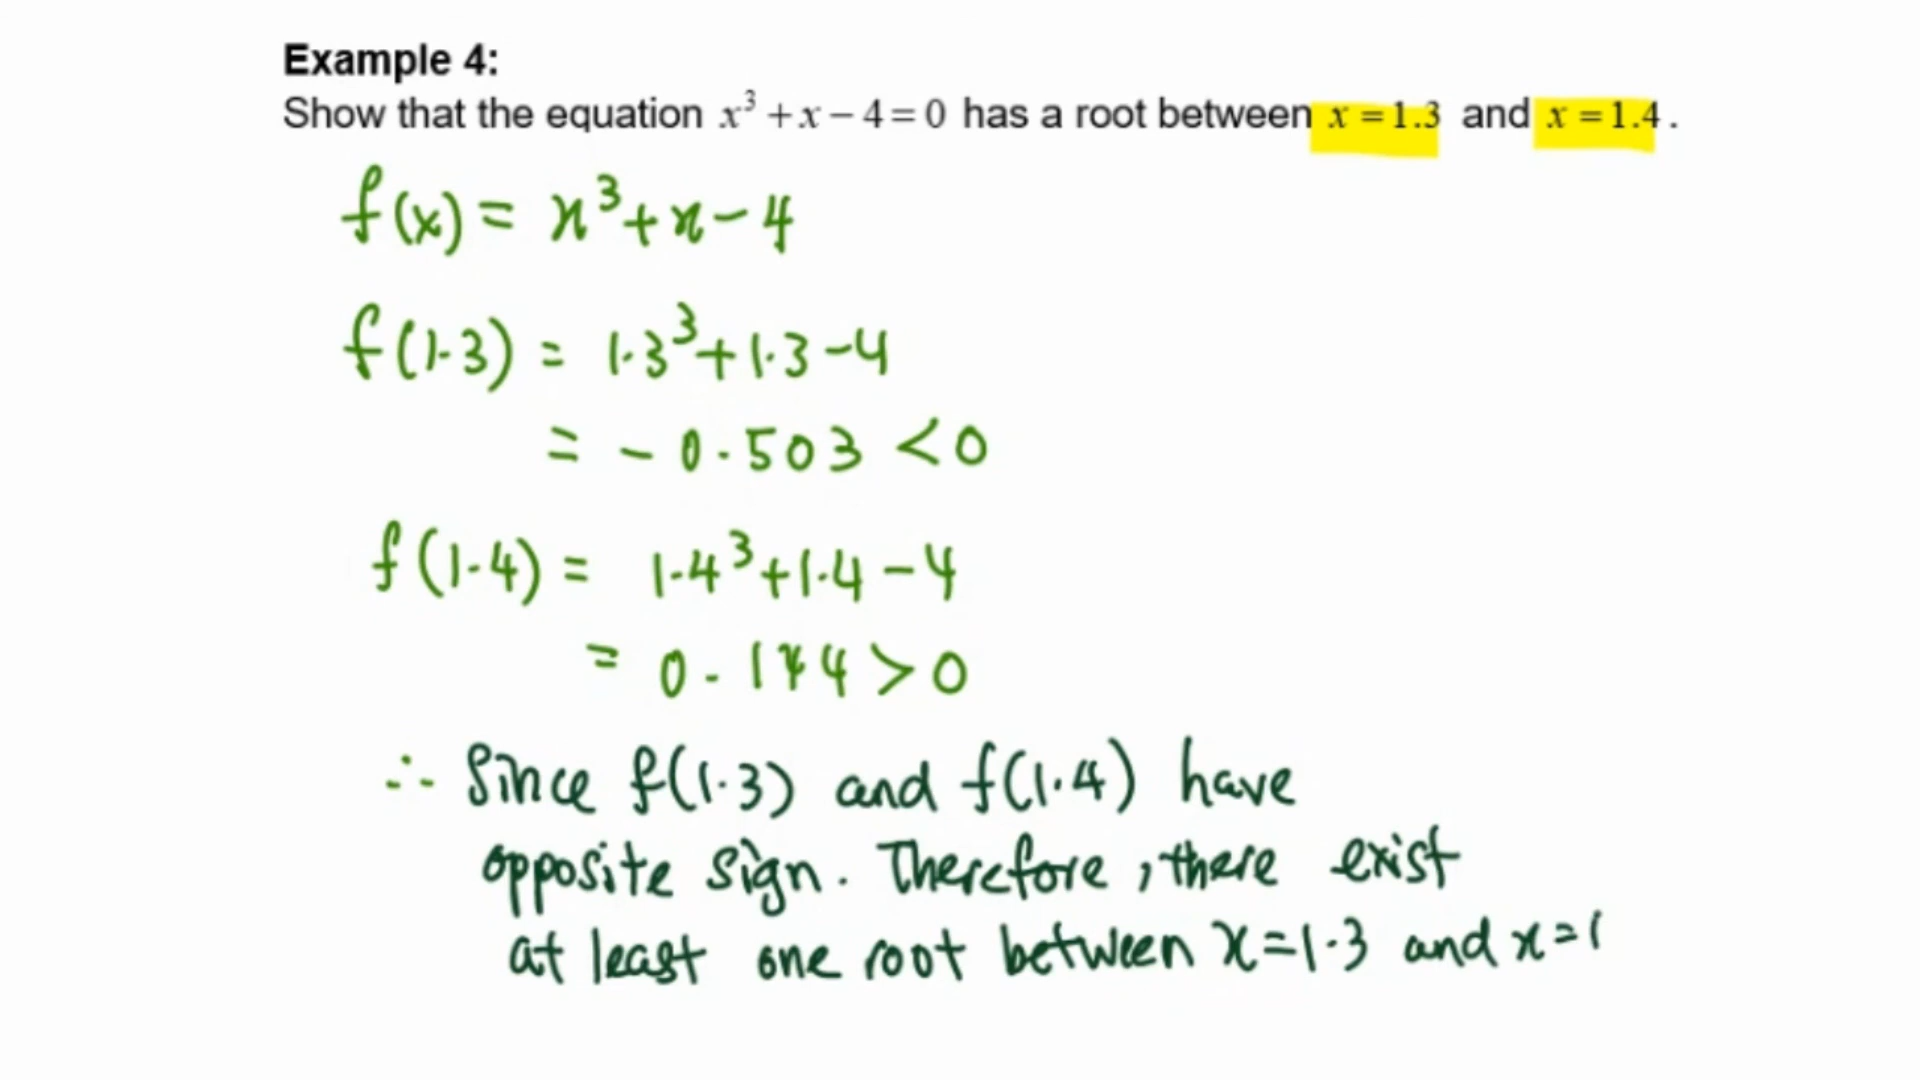 Example 4:
Show that the equation x³ + x − 4 = 0 has a root between x = 1.3 and x = 1.4 .
f(x) = x³ + x − 4
f(1.3) = 1.3³ + 1.3 − 4
= − 0.503 < 0
f(1.4) = 1.4³ + 1.4 − 4
= 0.144 > 0
∴ Since f(1.3) and f(1.4) have
opposite sign. Therefore, there exist
at least one root between x = 1.3 and x = 1